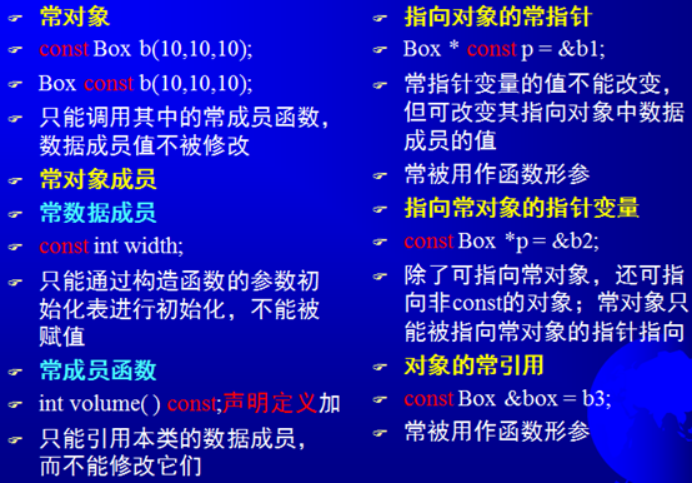 常对象
const Box b(10,10,10);
Box const b(10,10,10);
只能调用其中的常成员函数，
数据成员值不被修改
常对象成员
常数据成员
const int width;
只能通过构造函数的参数初
始化表进行初始化，不能被
赋值
常成员函数
int volume( ) const;声明定义加
只能引用本类的数据成员，
而不能修改它们
指向对象的常指针
Box * const p = &b1;
常指针变量的值不能改变，
但可改变其指向对象中数据
成员的值
常被用作函数形参
指向常对象的指针变量
const Box *p = &b2;
除了可指向常对象，还可指
向非const的对象；常对象只
能被指向常对象的指针指向
对象的常引用
const Box &box = b3;
常被用作函数形参